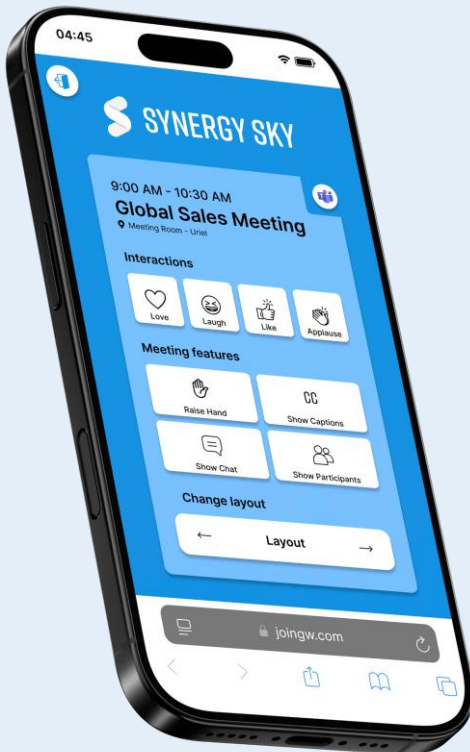 04:45
SYNERGY SKY
9:00 AM - 10:30 AM
Global Sales Meeting
Meeting Room - Uriel
Interactions
Love
Laugh
Like
Applause
Meeting features
Raise Hand
CC
Show Captions
Show Chat
Show Participants
Change layout
← Layout →
joingw.com